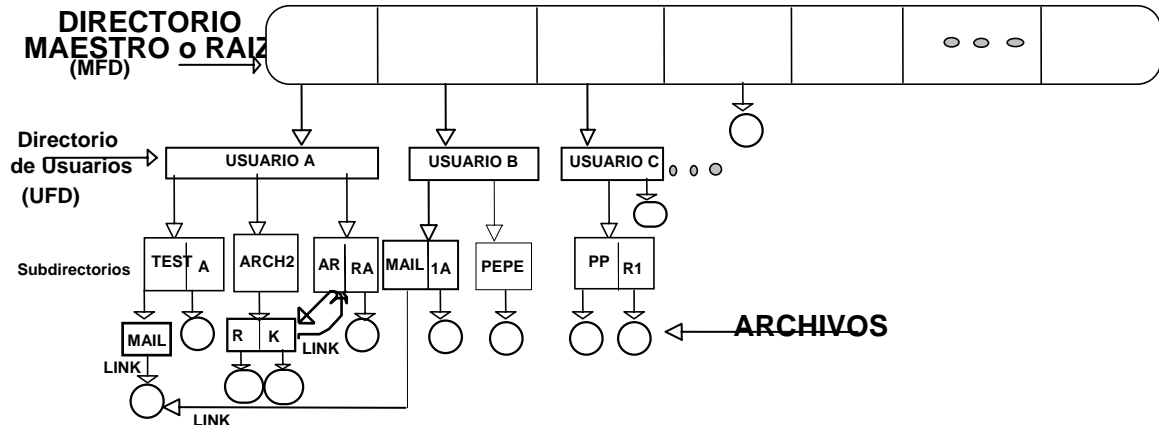 DIRECTORIO
MAESTRO o RAIZ
(MFD)
Directorio
de Usuarios
(UFD)
USUARIO A
USUARIO B
USUARIO C
Subdirectorios
TEST A
ARCH2
AR RA
MAIL 1A
PEPE
PP R1
MAIL
R K
LINK
ARCHIVOS
LINK
LINK